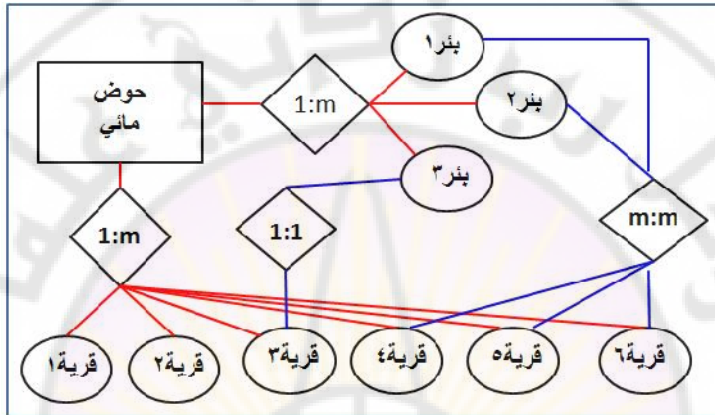 بئر١
حوض
مائي
1:m
بئر٢
بئر٣
1:m
1:1
m:m
قرية١
قرية٢
قرية٣
قرية٤
قرية٥
قرية٦